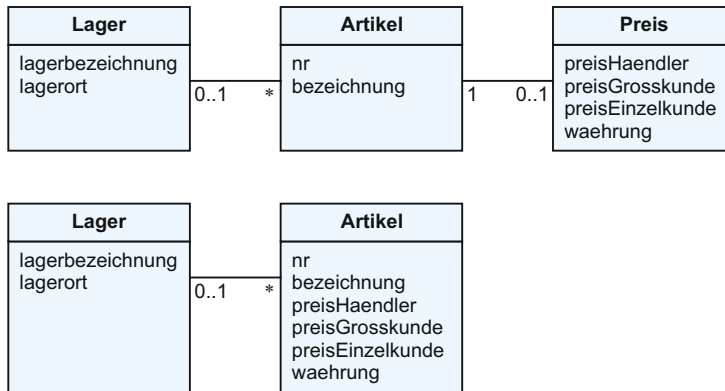 Lager
lagerbezeichnung
lagerort
0..1
*
Artikel
nr
bezeichnung
1
0..1
Preis
preisHaendler
preisGrosskunde
preisEinzelkunde
waehrung
Lager
lagerbezeichnung
lagerort
0..1
*
Artikel
nr
bezeichnung
preisHaendler
preisGrosskunde
preisEinzelkunde
waehrung